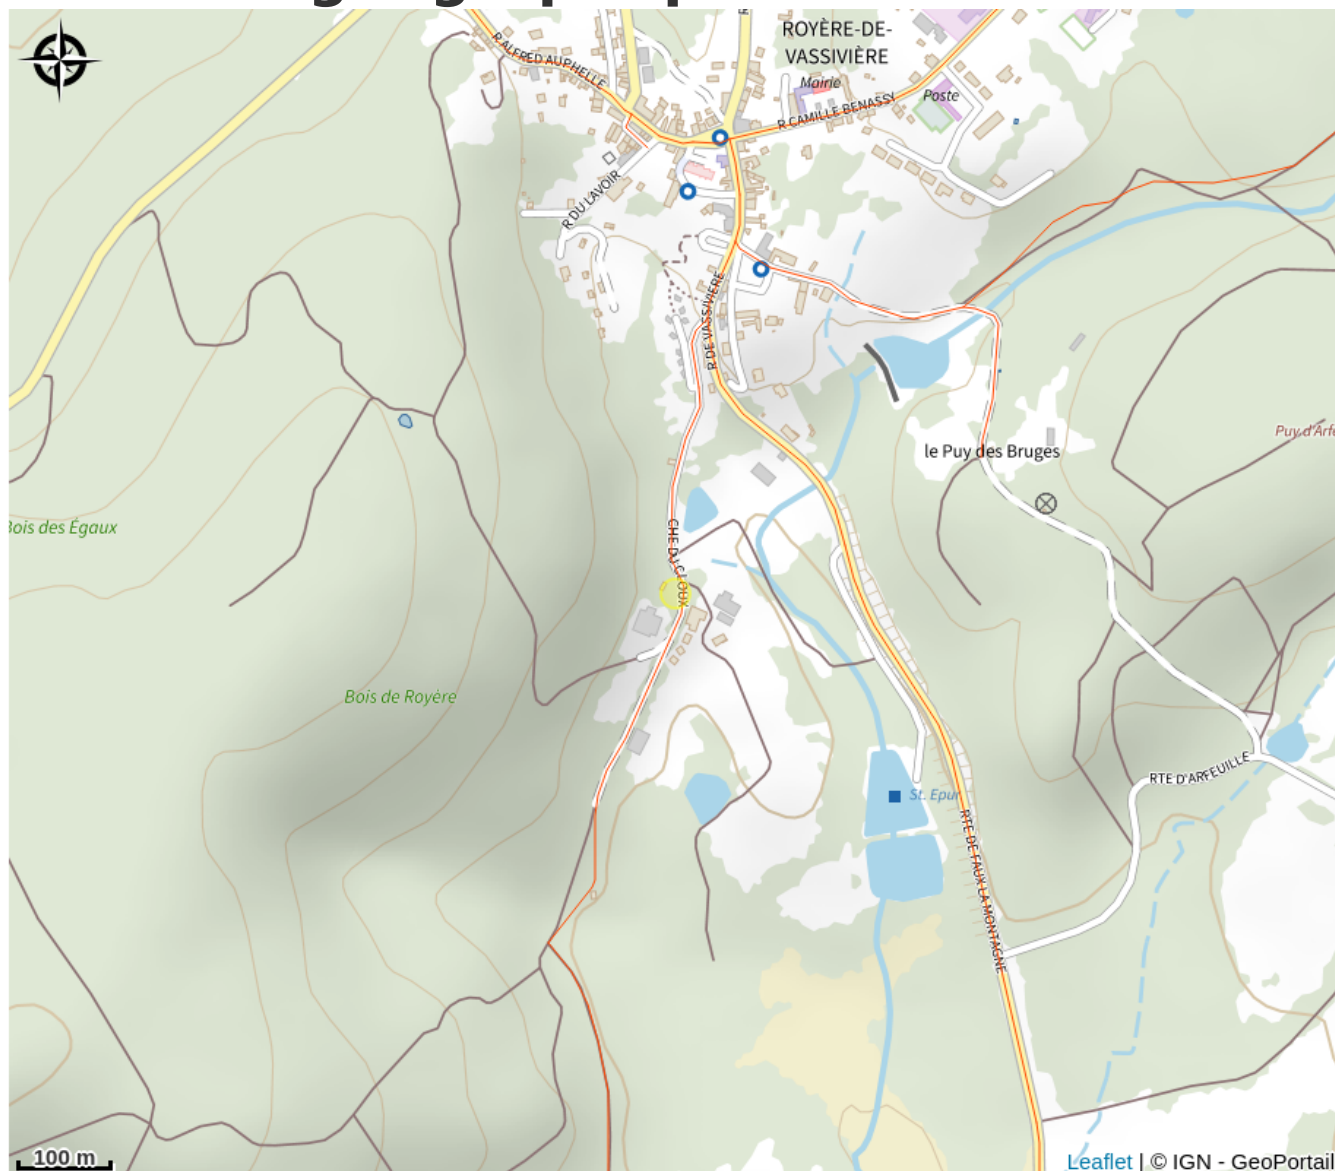 ROYÈRE-DE-
VASSIVIÈRE
Mairie
Poste
R ALFRED AUPHELLE
R CAMILLE BENASSY
R DU LAVOIR
R DE VASSIVIÈRE
le Puy des Bruges
Puy d'Arfe
Bois des Égaux
CHE DU CLOUX
Bois de Royère
RTE D'ARFEUILLE
St. Epur
RTE DE FAUX LA MONTAGNE
100 m
Leaflet | © IGN - GeoPortail